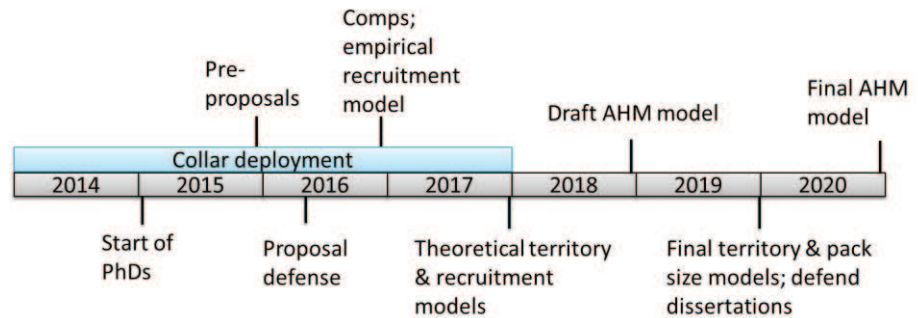 Comps;
empirical
recruitment
model
Pre-
proposals
Final AHM
model
Draft AHM model
Collar deployment
2014 2015 2016 2017 2018 2019 2020
Start of
PhDs
Proposal
defense
Theoretical territory
& recruitment
models
Final territory & pack
size models; defend
dissertations